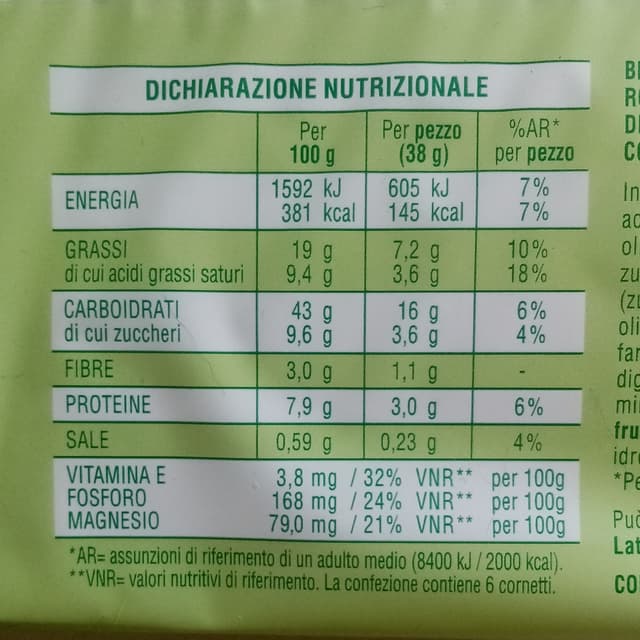 DICHIARAZIONE NUTRIZIONALE
Per 100 g Per pezzo (38 g) %AR* per pezzo
ENERGIA 1592 kJ 605 kJ 7%
381 kcal 145 kcal 7%
GRASSI 19 g 7,2 g 10%
di cui acidi grassi saturi 9,4 g 3,6 g 18%
CARBOIDRATI 43 g 16 g 6%
di cui zuccheri 9,6 g 3,6 g 4%
FIBRE 3,0 g 1,1 g -
PROTEINE 7,9 g 3,0 g 6%
SALE 0,59 g 0,23 g 4%
VITAMINA E 3,8 mg / 32% VNR** per 100g
FOSFORO 168 mg / 24% VNR** per 100g
MAGNESIO 79,0 mg / 21% VNR** per 100g
*AR= assunzioni di riferimento di un adulto medio (8400 kJ / 2000 kcal).
**VNR= valori nutritivi di riferimento. La confezione contiene 6 cornetti.